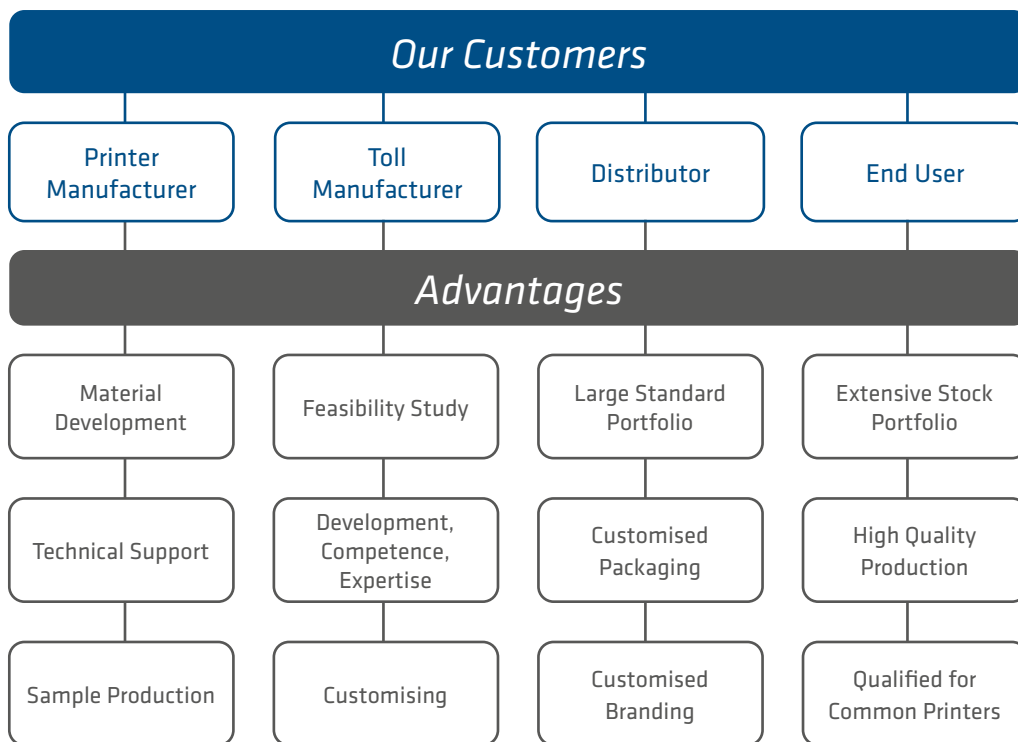 Our Customers
Printer
Manufacturer
Toll
Manufacturer
Distributor
End User
Advantages
Material
Development
Feasibility Study
Large Standard
Portfolio
Extensive Stock
Portfolio
Technical Support
Development,
Competence,
Expertise
Customised
Packaging
High Quality
Production
Sample Production
Customising
Customised
Branding
Qualified for
Common Printers